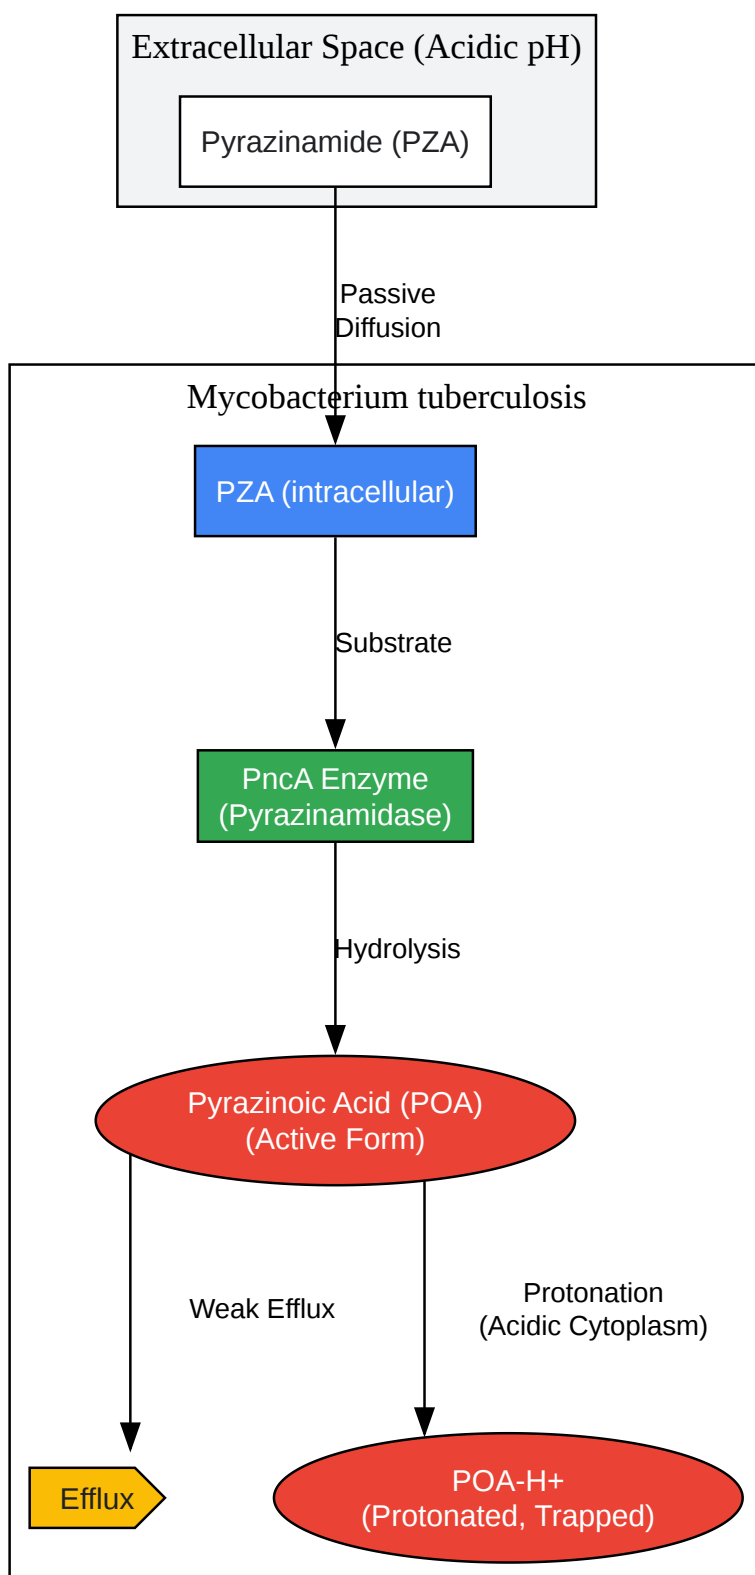 Extracellular Space (Acidic pH)
Pyrazinamide (PZA)
Passive
Diffusion
Mycobacterium tuberculosis
PZA (intracellular)
Substrate
PncA Enzyme
(Pyrazinamidase)
Hydrolysis
Pyrazinoic Acid (POA)
(Active Form)
Weak Efflux
Protonation
(Acidic Cytoplasm)
Efflux
POA-H+
(Protonated, Trapped)